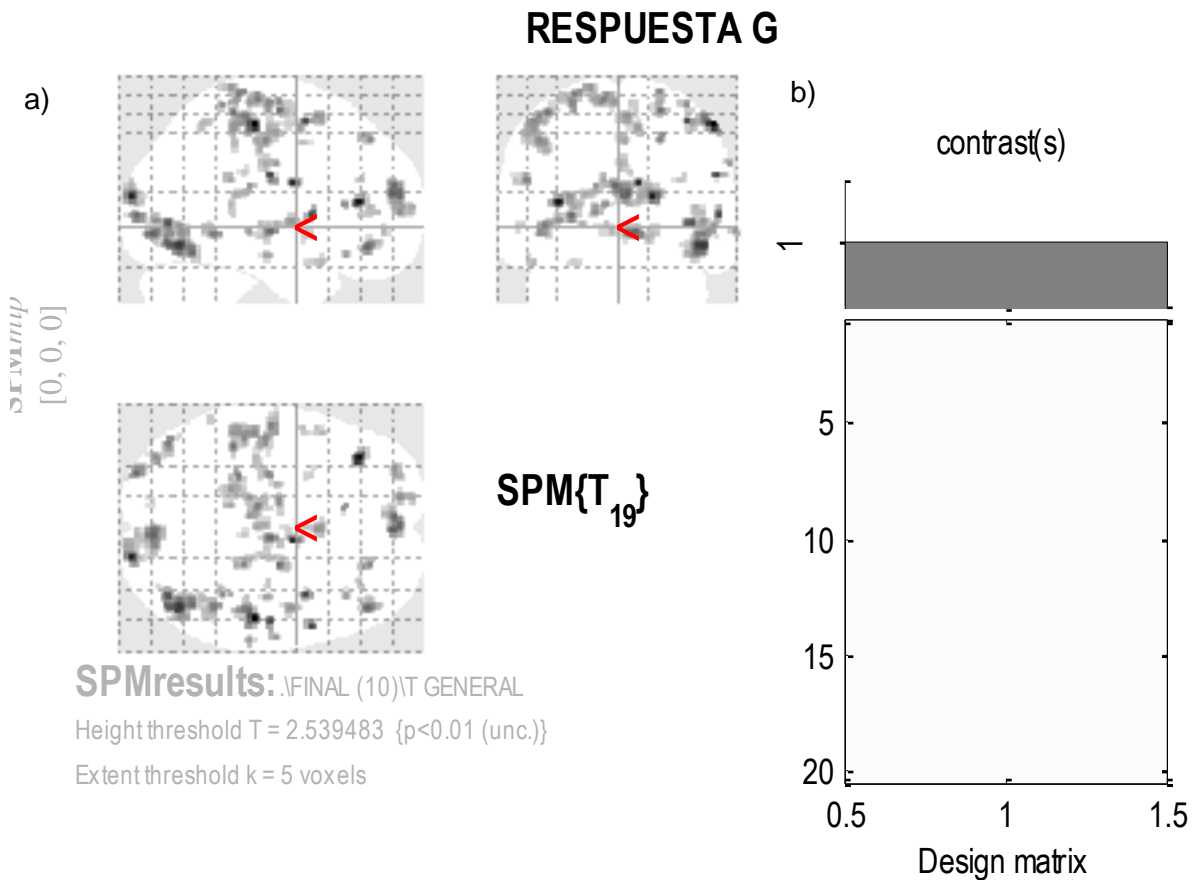 RESPUESTA G
a)
b)
SPMmip
[0, 0, 0]
<
<
<
SPM{T19}
SPMresults: .\FINAL (10)\T GENERAL
Height threshold T = 2.539483 {p<0.01 (unc.)}
Extent threshold k = 5 voxels
contrast(s)
1
5
10
15
20
0.5 1 1.5
Design matrix